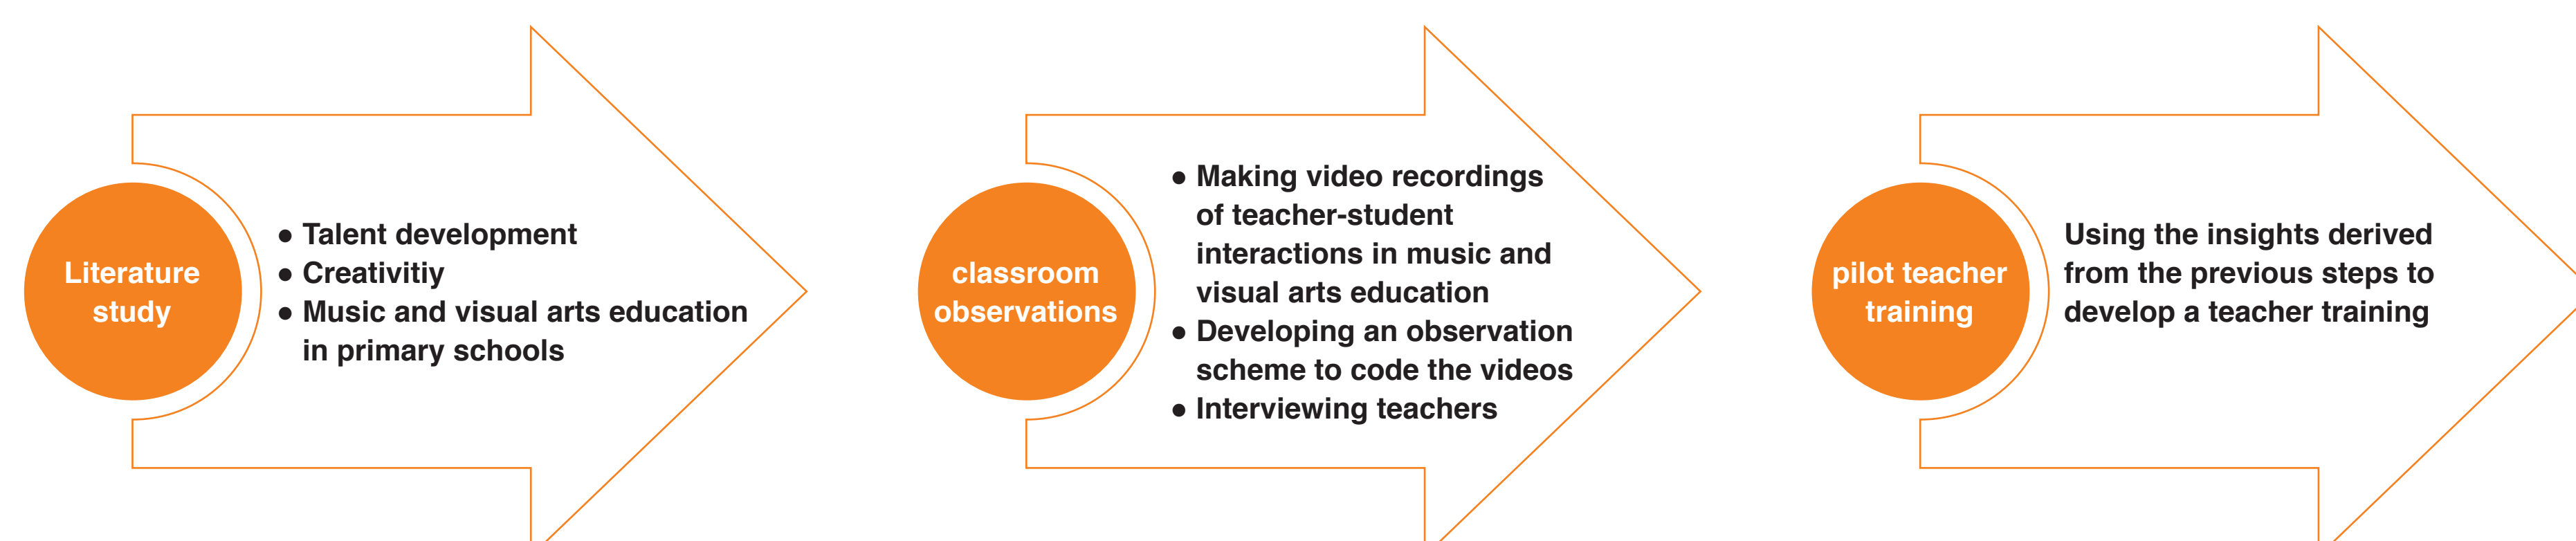 Literature
study
● Talent development
● Creativitiy
● Music and visual arts education
in primary schools
classroom
observations
● Making video recordings
of teacher-student
interactions in music and
visual arts education
● Developing an observation
scheme to code the videos
● Interviewing teachers
pilot teacher
training
Using the insights derived
from the previous steps to
develop a teacher training